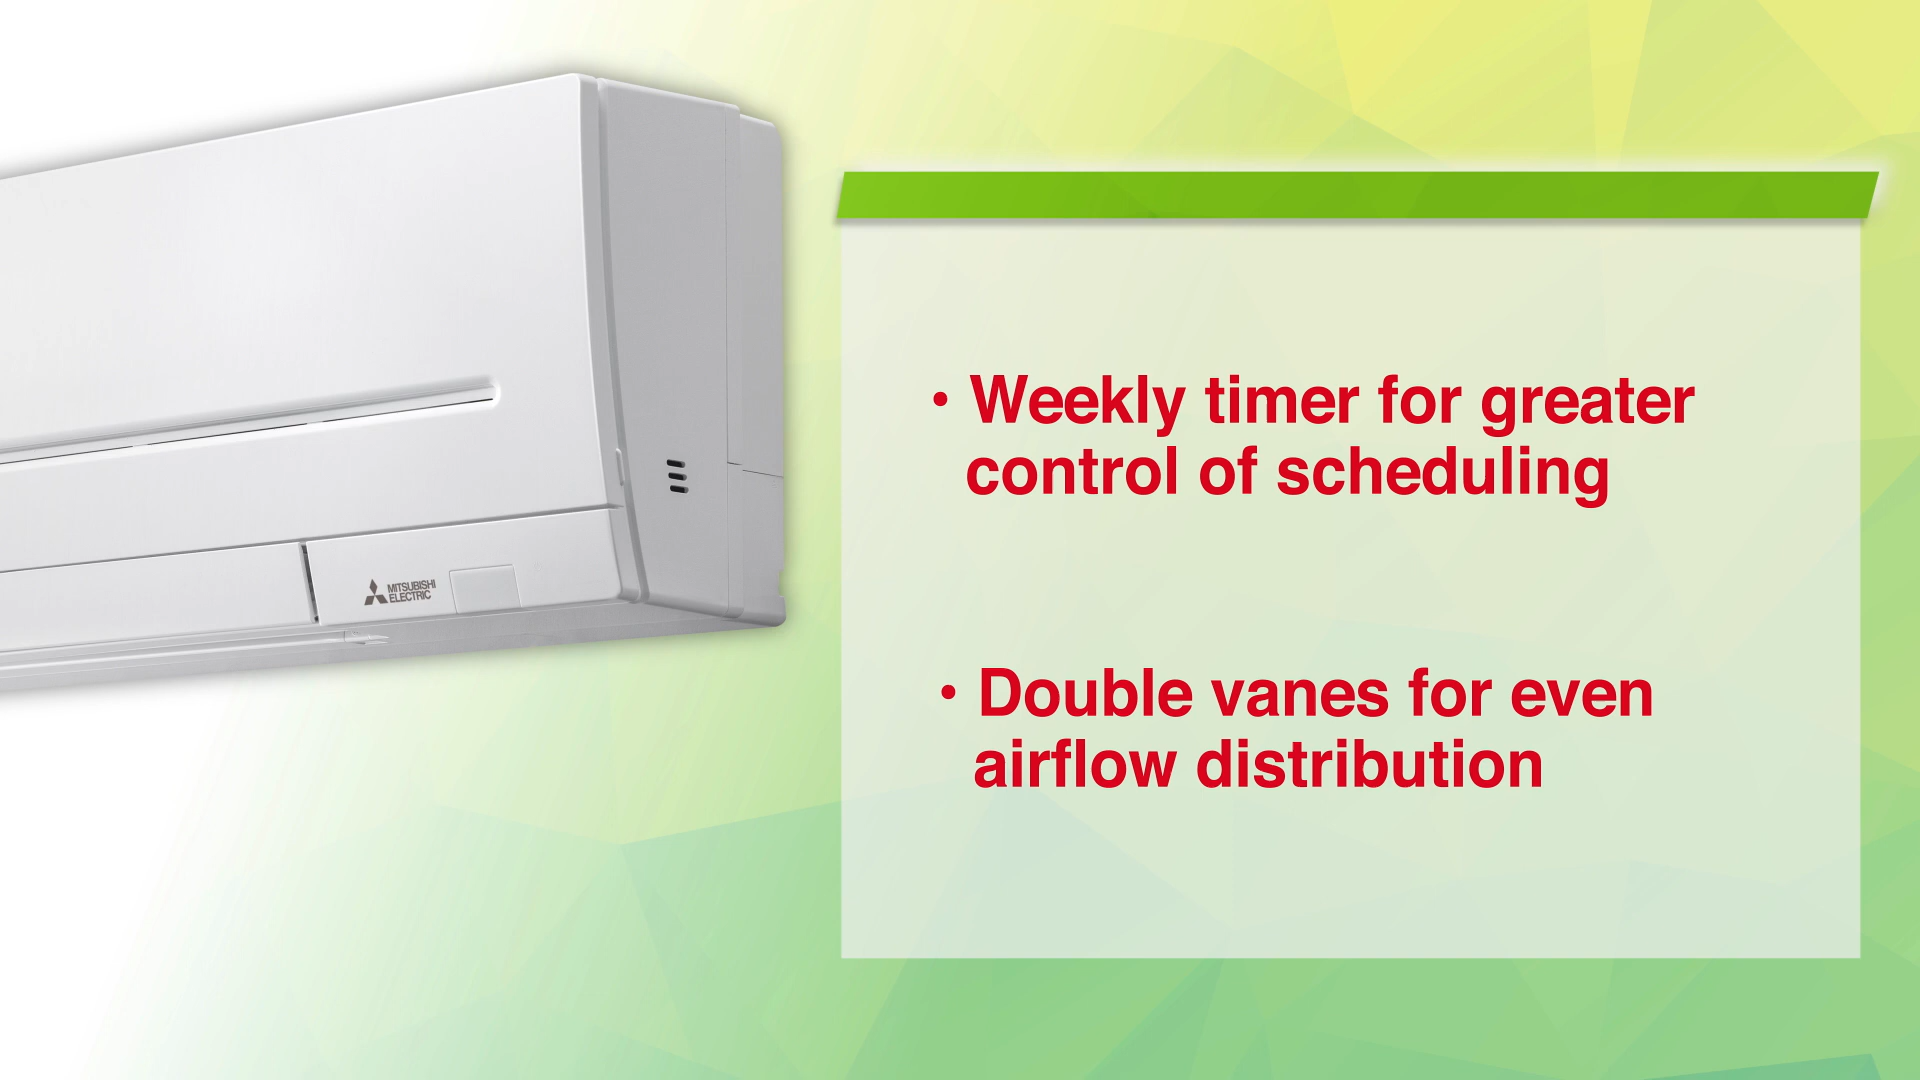 MITSUBISHI
ELECTRIC
• Weekly timer for greater
control of scheduling
• Double vanes for even
airflow distribution